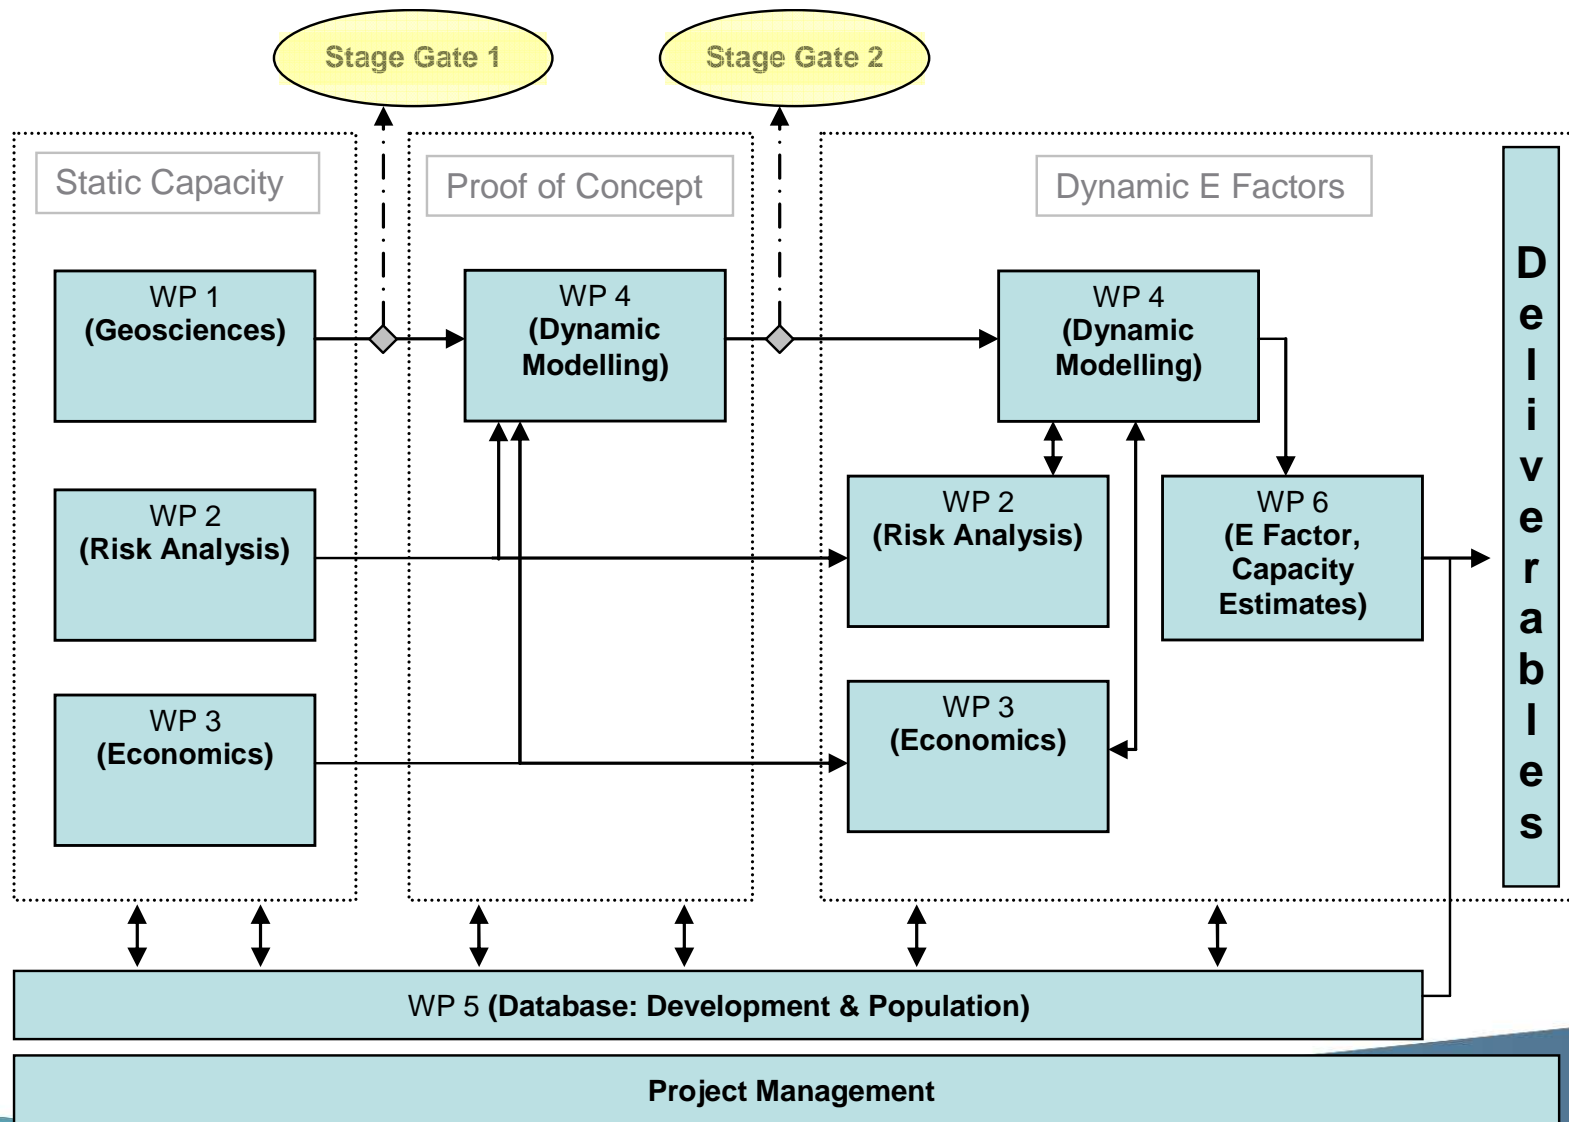 Stage Gate 1
Stage Gate 2
Static Capacity
Proof of Concept
Dynamic E Factors
WP 1
(Geosciences)
WP 4
(Dynamic
Modelling)
WP 4
(Dynamic
Modelling)
WP 2
(Risk Analysis)
WP 2
(Risk Analysis)
WP 6
(E Factor,
Capacity
Estimates)
WP 3
(Economics)
WP 3
(Economics)
Deliverables
WP 5 (Database: Development & Population)
Project Management